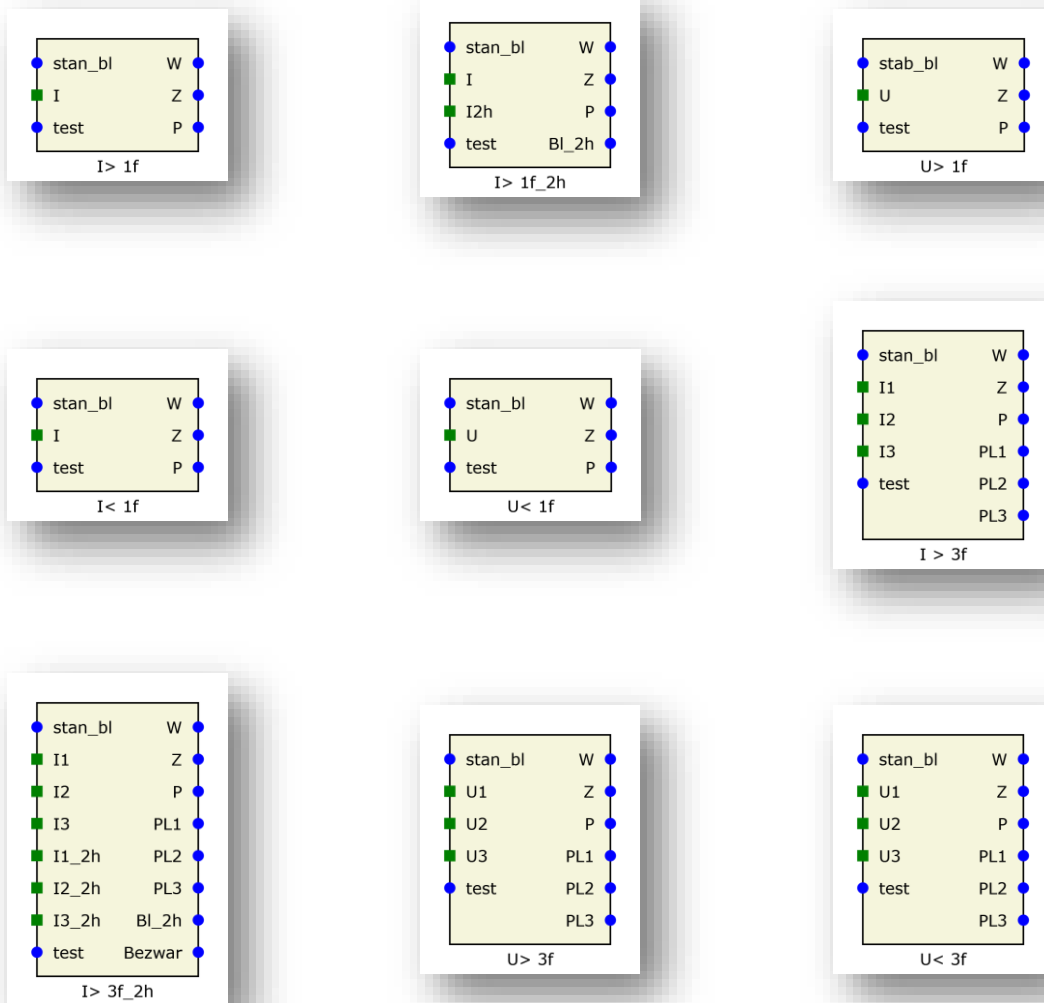 stan_bl W
I Z
test P
I> 1f
stan_bl W
I Z
I2h P
test Bl_2h
I> 1f_2h
stab_bl W
U Z
test P
U> 1f
stan_bl W
I Z
test P
I< 1f
stan_bl W
U Z
test P
U< 1f
stan_bl W
I1 Z
I2 P
I3 PL1
test PL2
PL3
I > 3f
stan_bl W
I1 Z
I2 P
I3 PL1
I1_2h PL2
I2_2h PL3
I3_2h Bl_2h
test Bezwar
I> 3f_2h
stan_bl W
U1 Z
U2 P
U3 PL1
test PL2
PL3
U> 3f
stan_bl W
U1 Z
U2 P
U3 PL1
test PL2
PL3
U< 3f